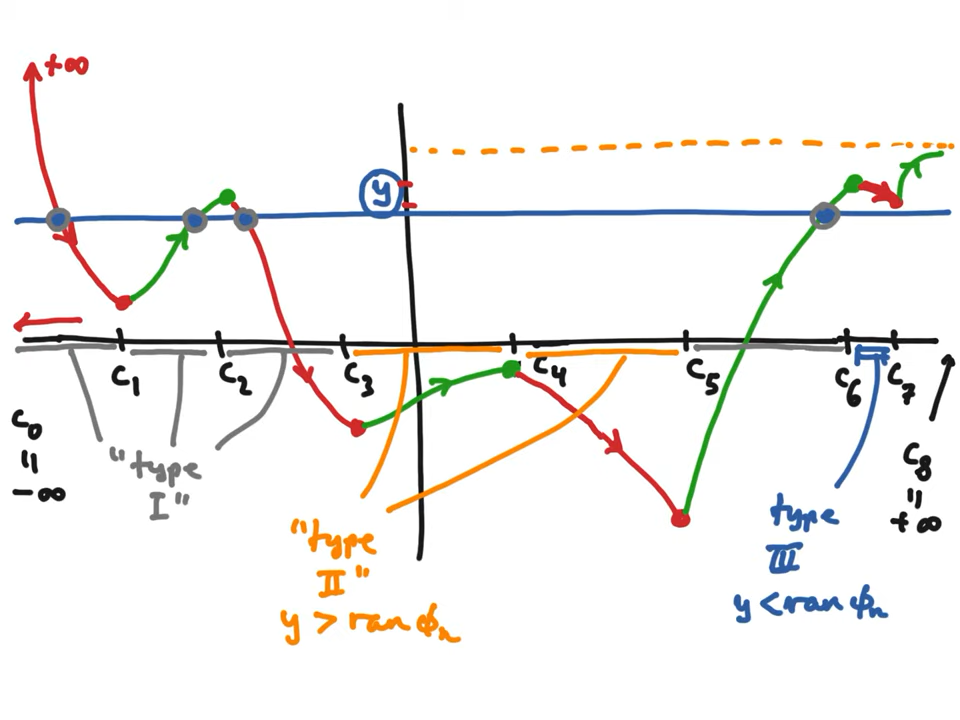 +∞
y
c₁
c₂
c₃
c₄
c₅
c₆
c₇
c₀
"
-∞
"type
I"
"type
II"
y > ran ϕₙ
type
III
y < ran ϕₙ
c₈
"
+∞